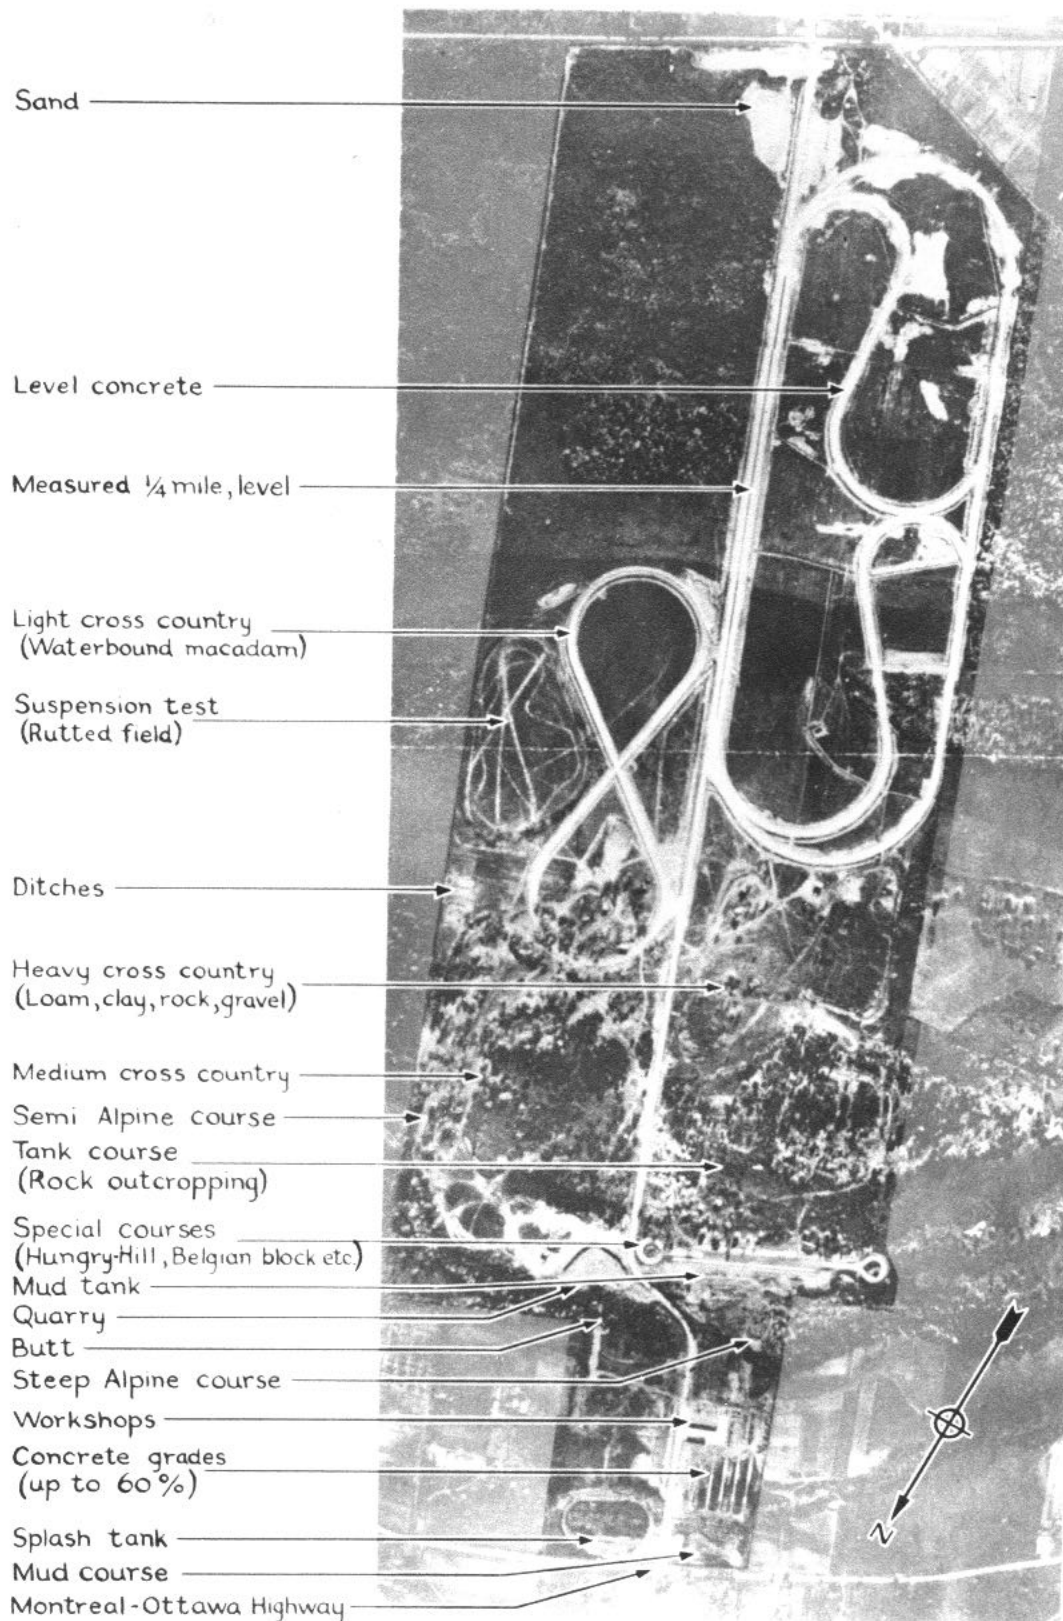 Sand
Level concrete
Measured ¼ mile, level
Light cross country
(Waterbound macadam)
Suspension test
(Rutted field)
Ditches
Heavy cross country
(Loam, clay, rock, gravel)
Medium cross country
Semi Alpine course
Tank course
(Rock outcropping)
Special courses
(Hungry-Hill, Belgian block etc.)
Mud tank
Quarry
Butt
Steep Alpine course
Workshops
Concrete grades
(up to 60%)
Splash tank
Mud course
Montreal-Ottawa Highway
N